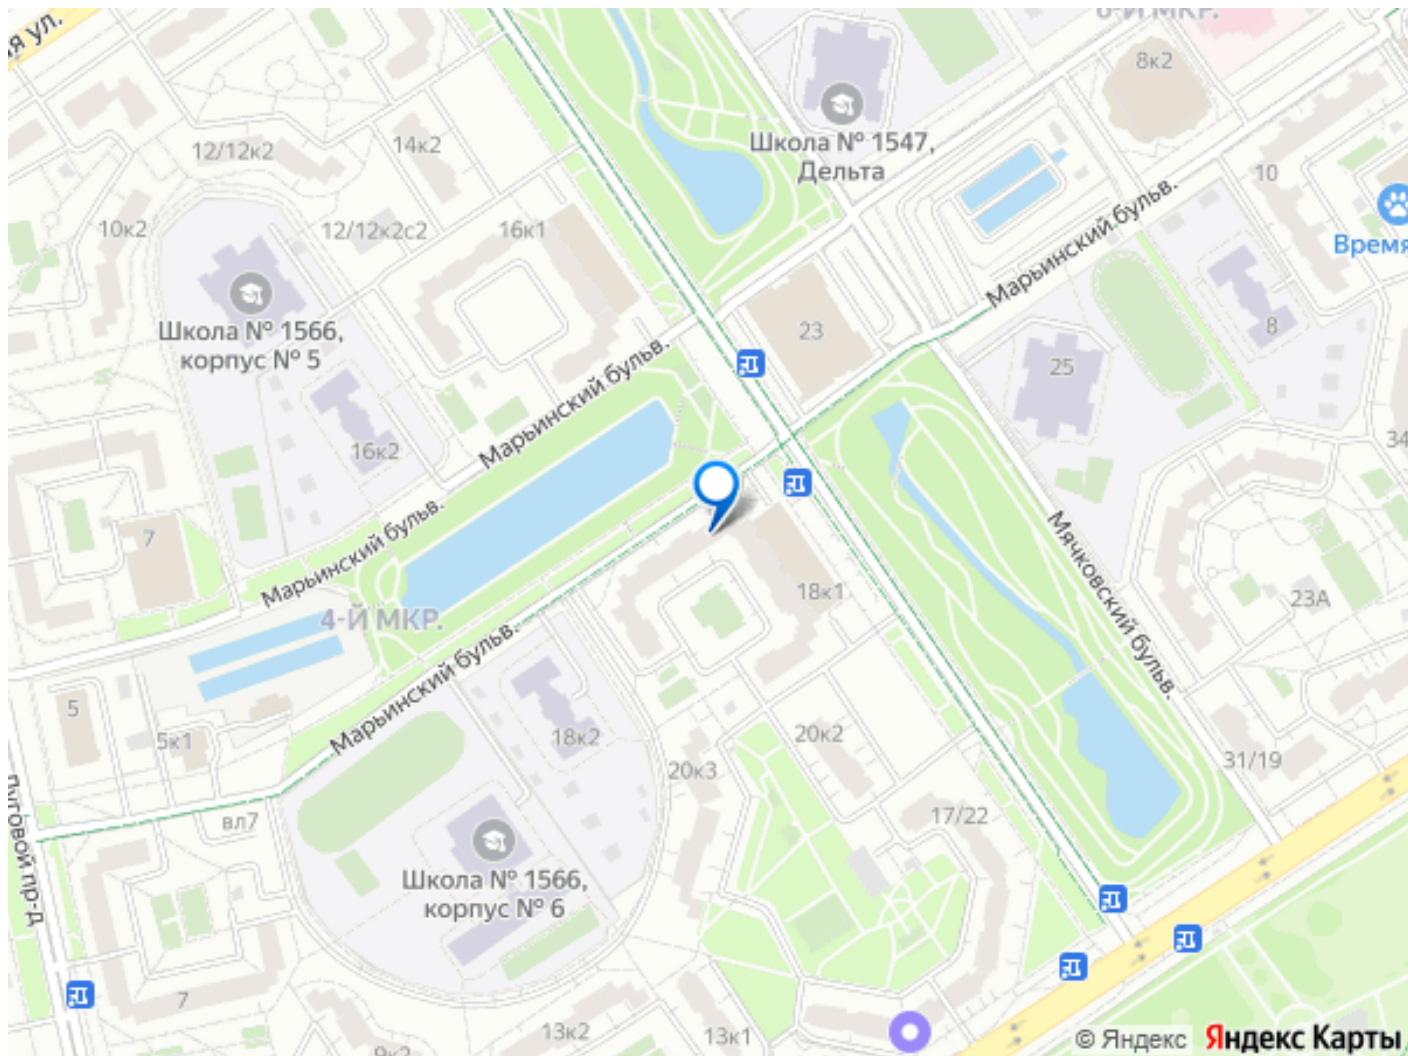 я ул.
6-Й МКР.
8к2
Школа № 1547,
Дельта
14к2
12/12к2
10
10к2
12/12к2с2
16к1
Марьинский бульв.
Время
Школа № 1566,
корпус № 5
23
8
25
Марьинский бульв.
16к2
34
7
Марьинский бульв.
Мячковский бульв.
18к1
23А
4-Й МКР.
Марьинский бульв.
5
5к1
18к2
20к2
20к3
31/19
вл7
17/22
Луговой пр-д
Школа № 1566,
корпус № 6
7
13к2
13к1
9к2
© Яндекс Яндекс Карты